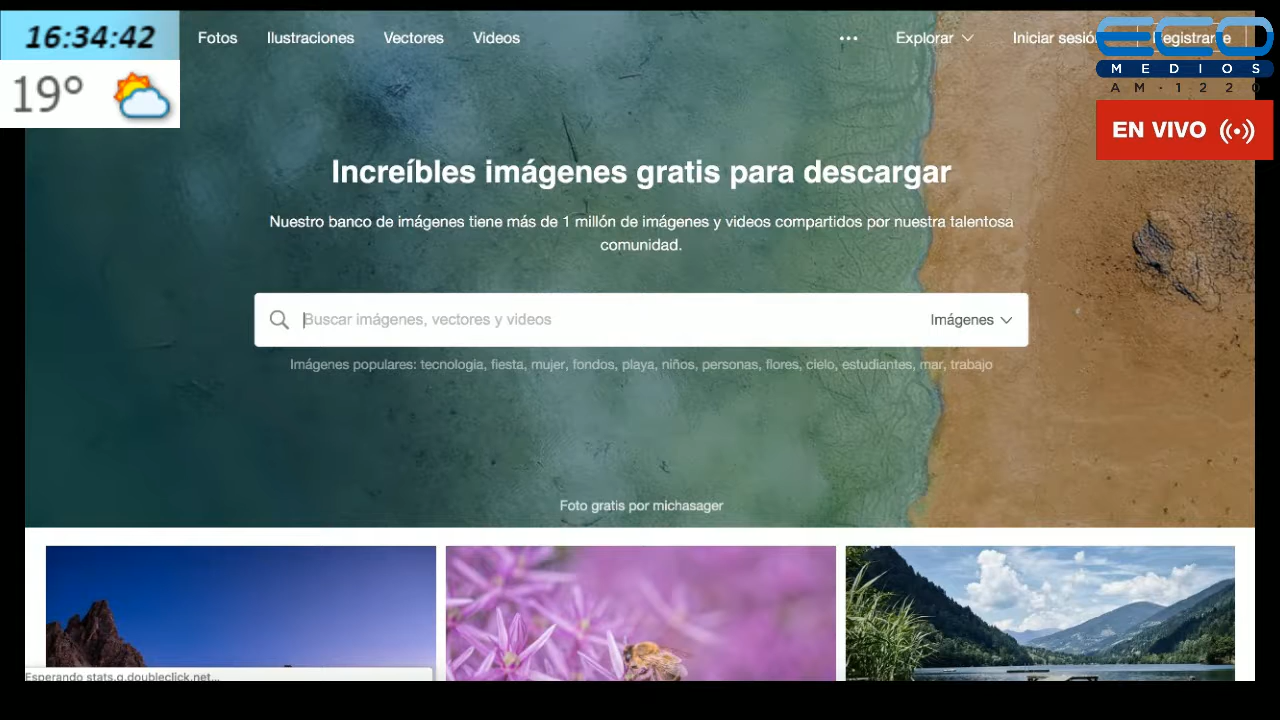 16:34:42
19°
Fotos
Ilustraciones
Vectores
Videos
Explorar
Iniciar sesión
Registrarse
ECO
MEDIOS
AM·1220
EN VIVO
Increíbles imágenes gratis para descargar
Nuestro banco de imágenes tiene más de 1 millón de imágenes y videos compartidos por nuestra talentosa
comunidad.
Buscar imágenes, vectores y videos
Imágenes
Imágenes populares: tecnologia, fiesta, mujer, fondos, playa, niños, personas, flores, cielo, estudiantes, mar, trabajo
Foto gratis por michasager
Esperando stats.g.doubleclick.net...